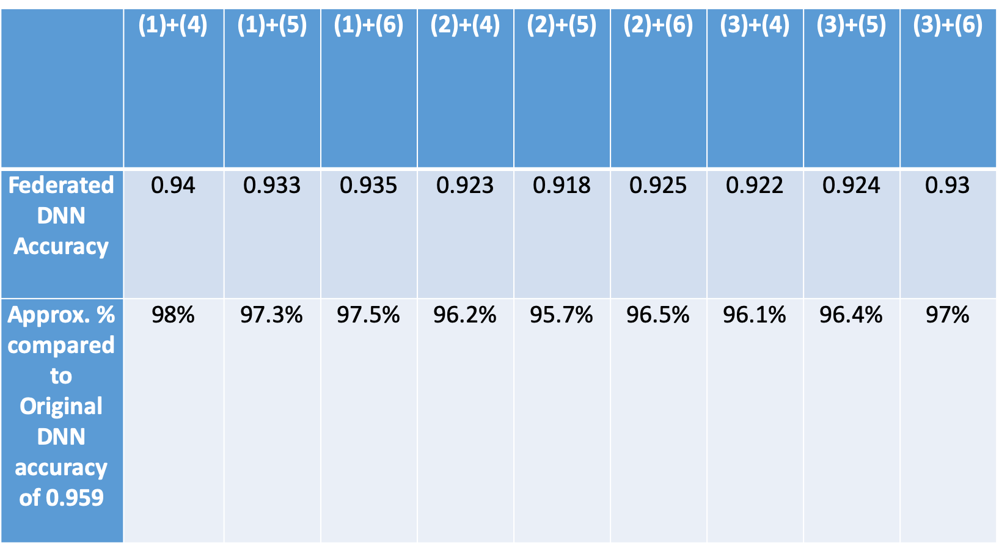 (1)+(4) (1)+(5) (1)+(6) (2)+(4) (2)+(5) (2)+(6) (3)+(4) (3)+(5) (3)+(6)
Federated 0.94 0.933 0.935 0.923 0.918 0.925 0.922 0.924 0.93
DNN
Accuracy
Approx. % 98% 97.3% 97.5% 96.2% 95.7% 96.5% 96.1% 96.4% 97%
compared
to
Original
DNN
accuracy
of 0.959